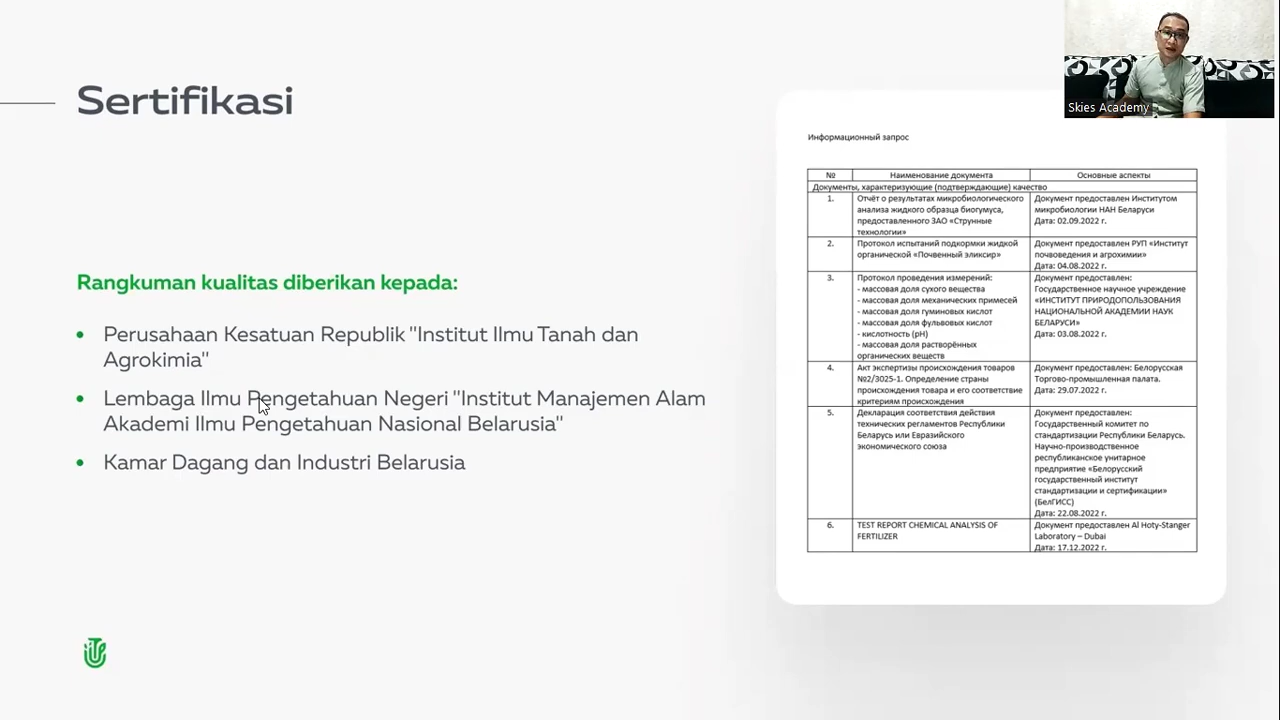 Sertifikasi
Rangkuman kualitas diberikan kepada:
Perusahaan Kesatuan Republik "Institut Ilmu Tanah dan
Agrokimia"
Lembaga Ilmu Pengetahuan Negeri "Institut Manajemen Alam
Akademi Ilmu Pengetahuan Nasional Belarusia"
Kamar Dagang dan Industri Belarusia
Skies Academy
Информационный запрос
№ Наименование документа Основные аспекты
Документы, характеризующие (подтверждающие) качество
1. Отчёт о результатах микробиологического
анализа жидкого образца биогумуса,
предоставленного ЗАО «Струнные
технологии»
Документ предоставлен Институтом
микробиологии НАН Беларуси
Дата: 02.09.2022 г.
2. Протокол испытаний подкормки жидкой
органической «Почвенный эликсир»
Документ предоставлен РУП «Институт
почвоведения и агрохимии»
Дата: 04.08.2022 г.
3. Протокол проведения измерений:
- массовая доля сухого вещества
- массовая доля механических примесей
- массовая доля гуминовых кислот
- массовая доля фульвовых кислот
- кислотность (рН)
- массовая доля растворённых
органических веществ
Документ предоставлен:
Государственное научное учреждение
«ИНСТИТУТ ПРИРОДОПОЛЬЗОВАНИЯ
НАЦИОНАЛЬНОЙ АКАДЕМИИ НАУК
БЕЛАРУСИ»
Дата: 03.08.2022 г.
4. Акт экспертизы происхождения товаров
№2/3025-1. Определение страны
происхождения товара и его соответствие
критериям происхождения
Документ предоставлен: Белорусская
Торгово-промышленная палата.
Дата: 29.07.2022 г.
5. Декларация соответствия действия
технических регламентов Республики
Беларусь или Евразийского
экономического союза
Документ предоставлен:
Государственный комитет по
стандартизации Республики Беларусь.
Научно-производственное
республиканское унитарное
предприятие «Белорусский
государственный институт
стандартизации и сертификации»
(БелГИСС)
Дата: 22.08.2022 г.
6. TEST REPORT CHEMICAL ANALYSIS OF
FERTILIZER
Документ предоставлен Al Hoty-Stanger
Laboratory – Dubai
Дата: 17.12.2022 г.